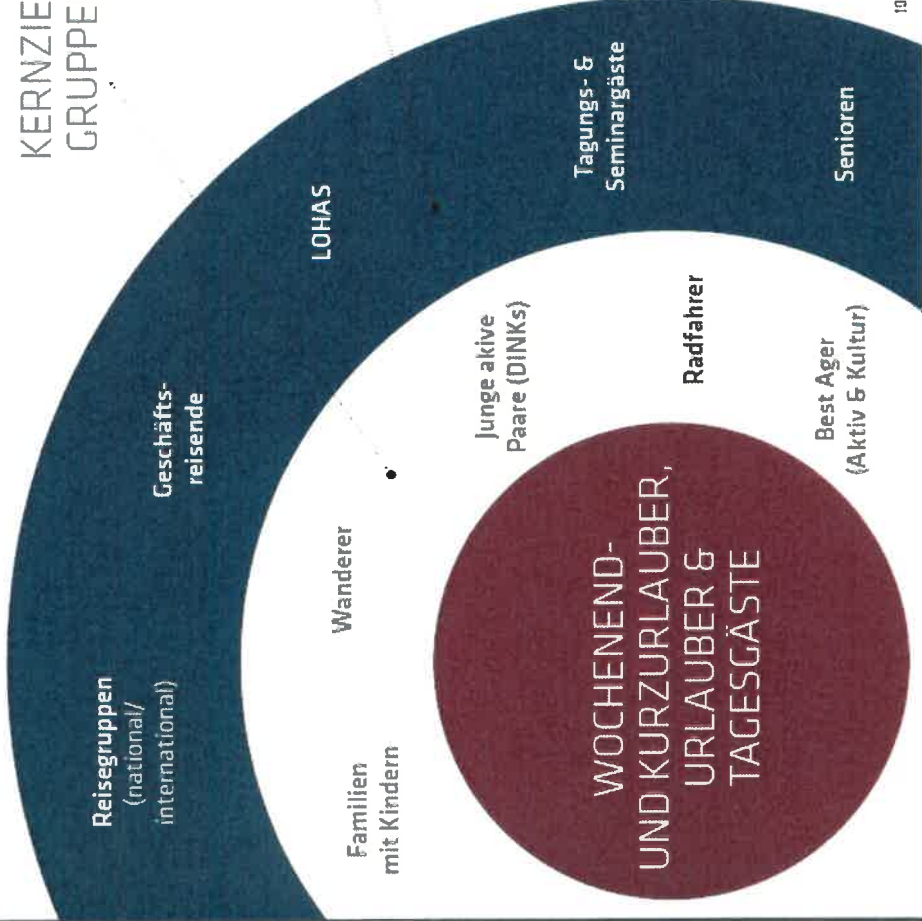 KERNZIE
GRUPPE
Reisegruppen
(national/
international)
Geschäfts-
reisende
LOHAS
Tagungs- &
Seminargäste
Senioren
Familien
mit Kindern
Wanderer
Junge akive
Paare (DINKs)
Radfahrer
Best Ager
(Aktiv & Kultur)
WOCHENEND-
UND KURZURLAUBER,
URLAUBER &
TAGESGÄSTE
10